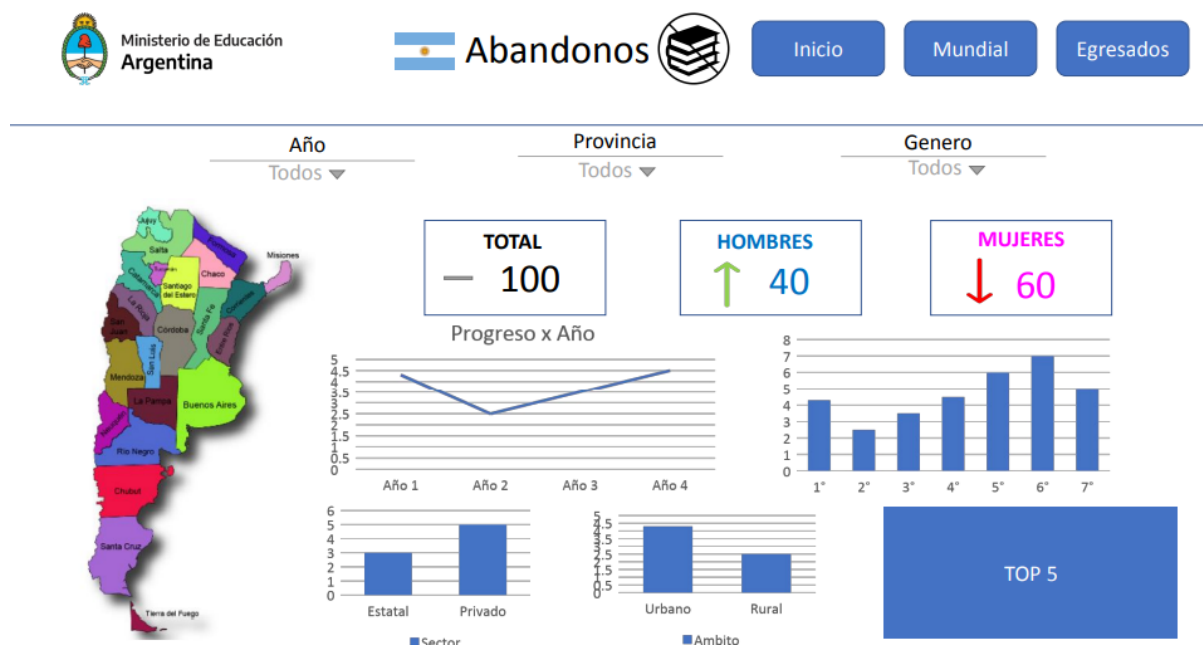 Ministerio de Educación
Argentina
Abandonos
Inicio
Mundial
Egresados
Año
Todos
Provincia
Todos
Genero
Todos
Jujuy
Salta
Formosa
Misiones
Chaco
Catamarca
Tucumán
Santiago
del Estero
Corrientes
La Rioja
Santa Fe
San
Juan
Córdoba
Entre Rios
San Luis
Mendoza
La Pampa
Buenos Aires
Neuquén
Rio Negro
Chubut
Santa Cruz
Tierra del Fuego
TOTAL
100
HOMBRES
40
MUJERES
60
Progreso x Año
5
4.5
4
3.5
3
2.5
2
1.5
1
0.5
0
Año 1 Año 2 Año 3 Año 4
8
7
6
5
4
3
2
1
0
1° 2° 3° 4° 5° 6° 7°
6
5
4
3
2
1
0
Estatal Privado
Sector
5
4.5
4
3.5
3
2.5
2
1.5
1
0.5
0
Urbano Rural
Ambito
TOP 5